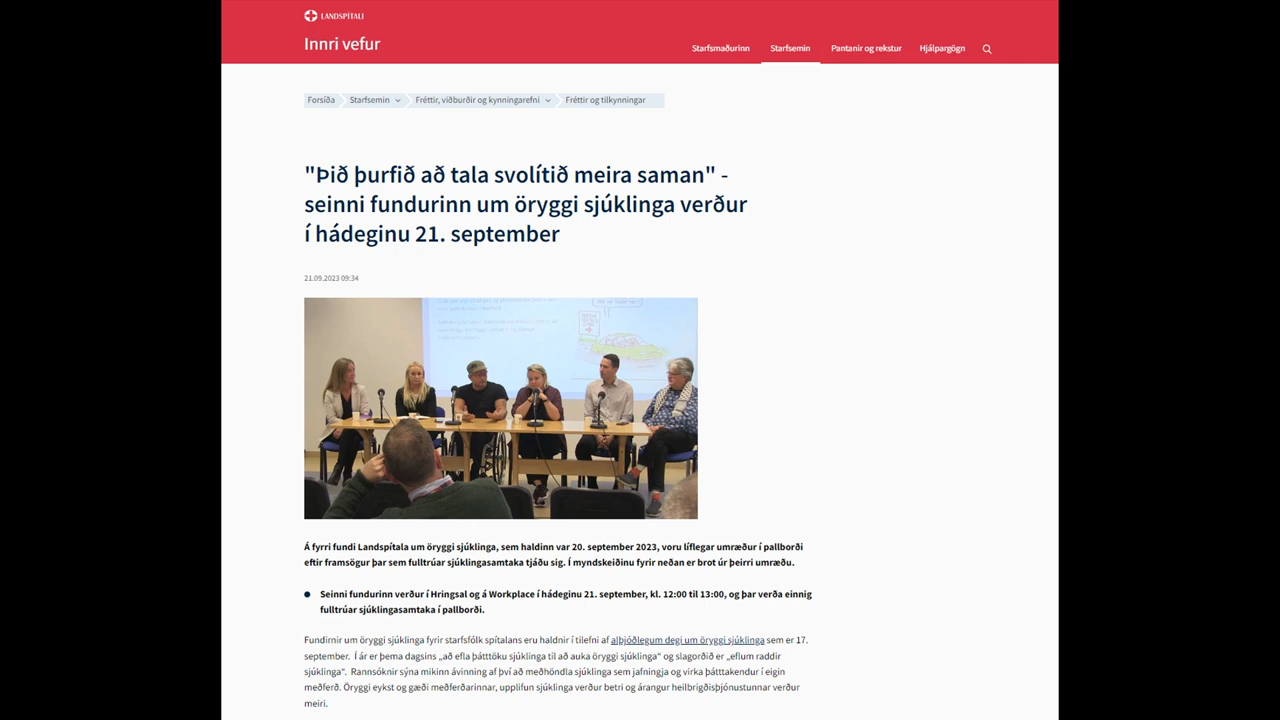 LANDSPÍTALI
Innri vefur
Starfsmaðurinn Starfsemin Pantanir og rekstur Hjálpargögn
Forsíða Starfsemin Fréttir, viðburðir og kynningarefni Fréttir og tilkynningar
"Þið þurfið að tala svolítið meira saman" -
seinni fundurinn um öryggi sjúklinga verður
í hádeginu 21. september
21.09.2023 09:34
Á fyrri fundi Landspítala um öryggi sjúklinga, sem haldinn var 20. september 2023, voru líflegar umræður í pallborði
eftir framsögur þar sem fulltrúar sjúklingasamtaka tjáðu sig. Í myndskeiðinu fyrir neðan er brot úr þeirri umræðu.
Seinni fundurinn verður í Hringsal og á Workplace í hádeginu 21. september, kl. 12:00 til 13:00, og þar verða einnig
fulltrúar sjúklingasamtaka í pallborði.
Fundirnir um öryggi sjúklinga fyrir starfsfólk spítalans eru haldnir í tilefni af alþjóðlegum degi um öryggi sjúklinga sem er 17.
september. Í ár er þema dagsins „að efla þátttöku sjúklinga til að auka öryggi sjúklinga“ og slagorðið er „eflum raddir
sjúklinga“. Rannsóknir sýna mikinn ávinning af því að meðhöndla sjúklinga sem jafningja og virka þátttakendur í eigin
meðferð. Öryggi eykst og gæði meðferðarinnar, upplifun sjúklinga verður betri og árangur heilbrigðisþjónustunnar verður
meiri.